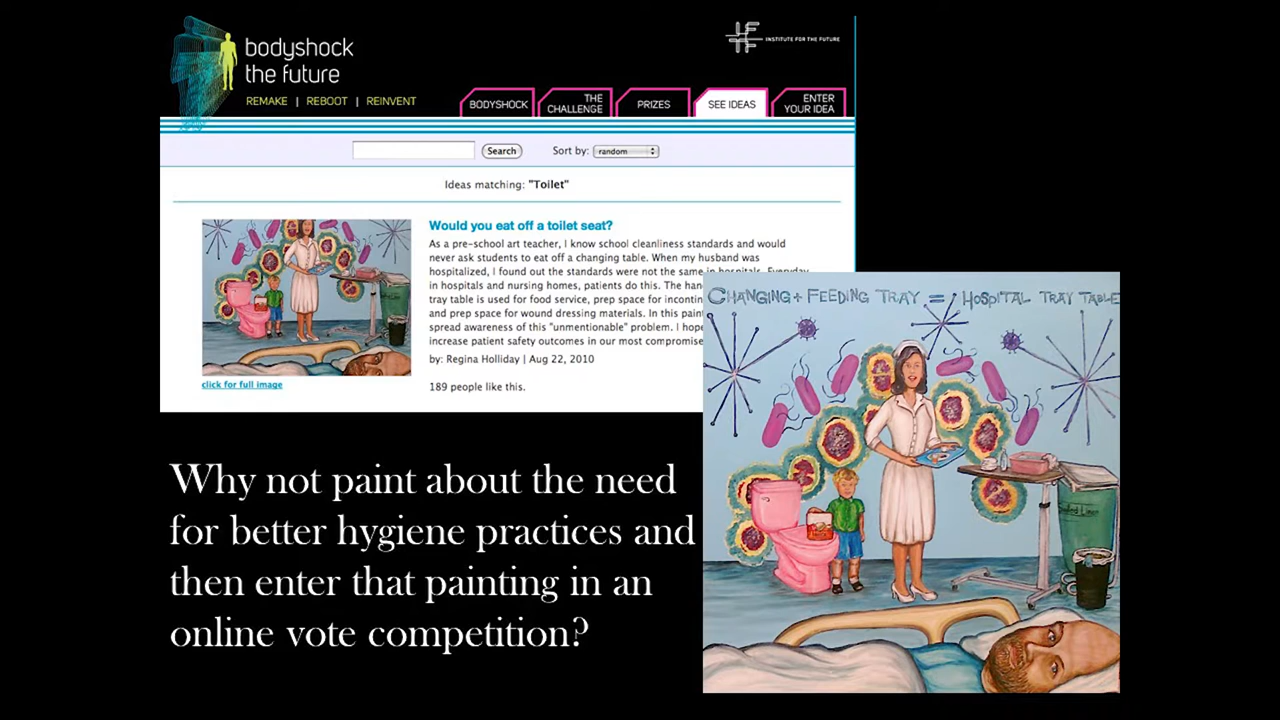 bodyshock
the future
REMAKE | REBOOT | REINVENT
INSTITUTE FOR THE FUTURE
BODYSHOCK
THE CHALLENGE
PRIZES
SEE IDEAS
ENTER YOUR IDEA
Search
Sort by: random
Ideas matching: "Toilet"
Would you eat off a toilet seat?
As a pre-school art teacher, I know school cleanliness standards and would
never ask students to eat off a changing table. When my husband was
hospitalized, I found out the standards were not the same in hospitals. Everyday
in hospitals and nursing homes, patients do this. The
tray table is used for food service, prep space for
and prep space for wound dressing materials. In this
spread awareness of this "unmentionable" problem. I
increase patient safety outcomes in our most
by: Regina Holliday | Aug 22, 2010
click for full image
189 people like this.
CHANGING + FEEDING TRAY = / HOSPITAL TRAY TABLE
Soiled Linen
Why not paint about the need
for better hygiene practices and
then enter that painting in an
online vote competition?